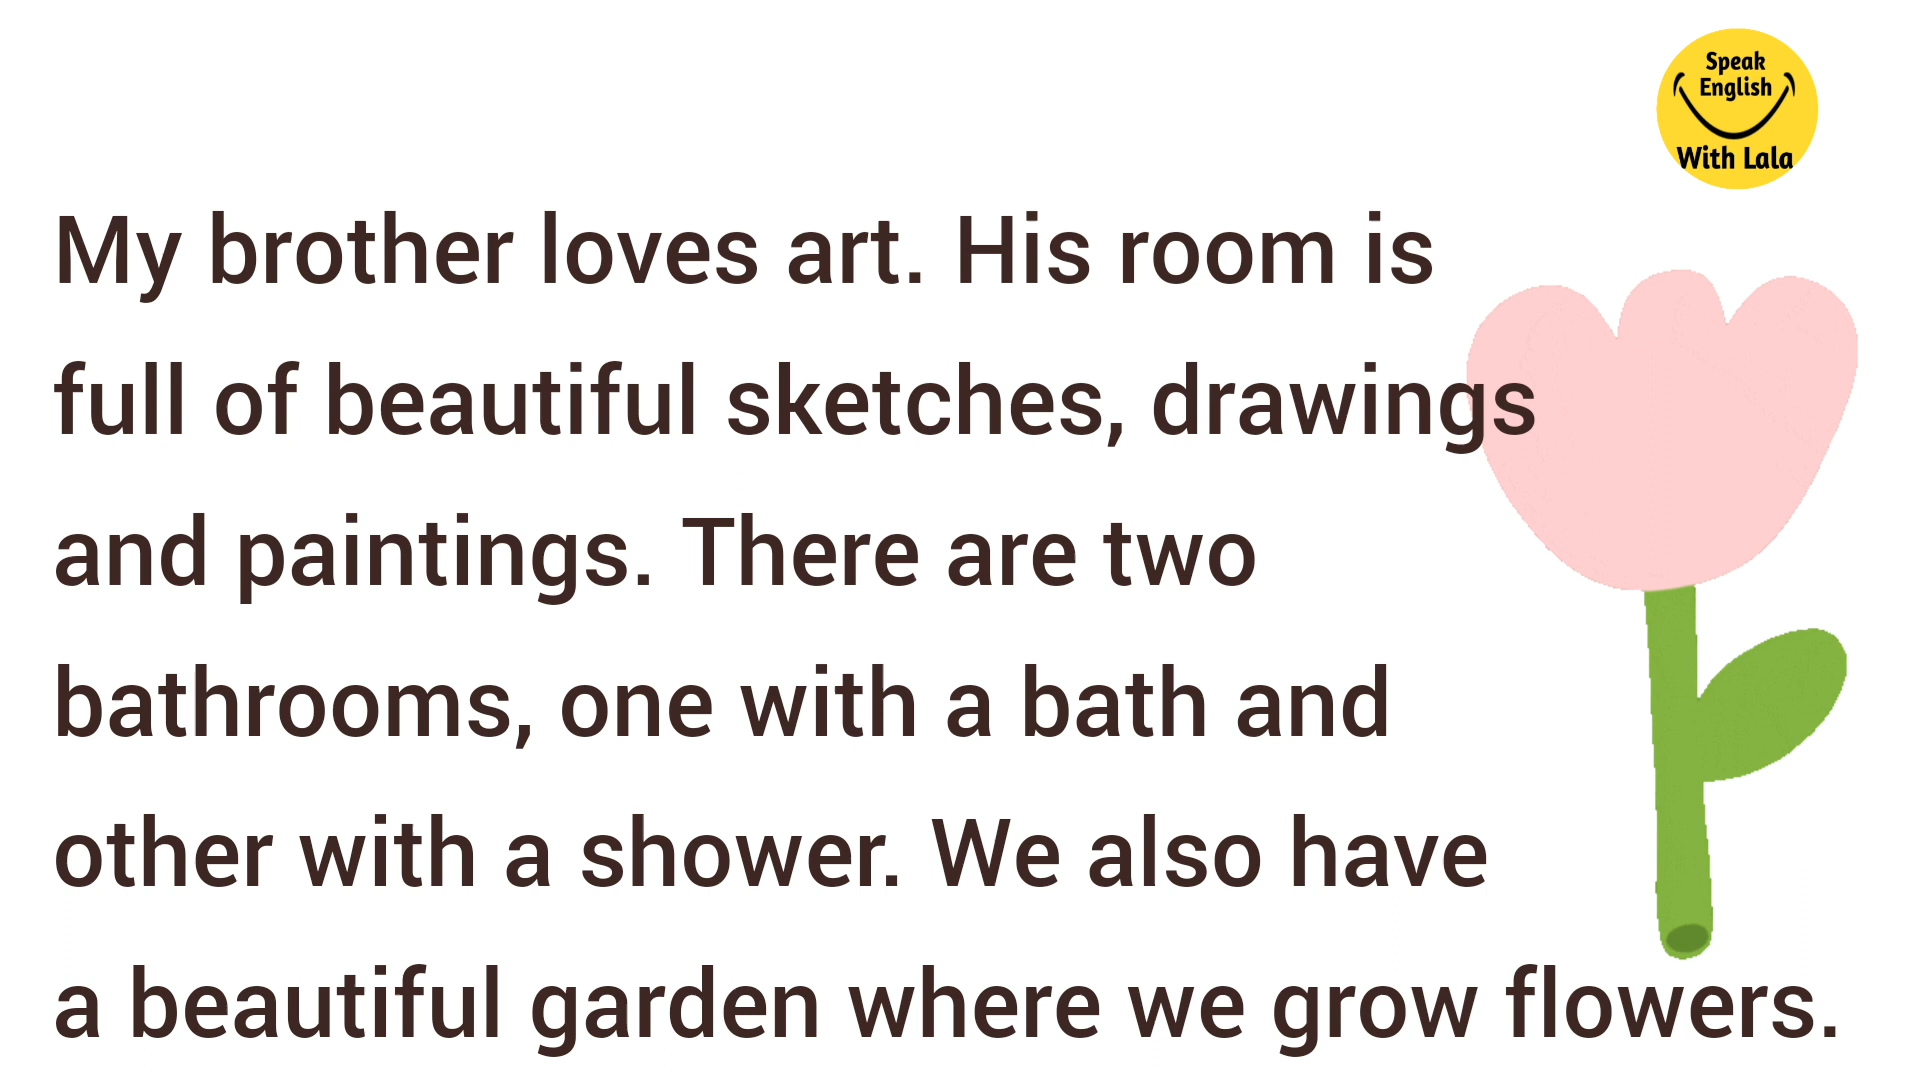 Speak
English
With Lala
My brother loves art. His room is
full of beautiful sketches, drawings
and paintings. There are two
bathrooms, one with a bath and
other with a shower. We also have
a beautiful garden where we grow flowers.